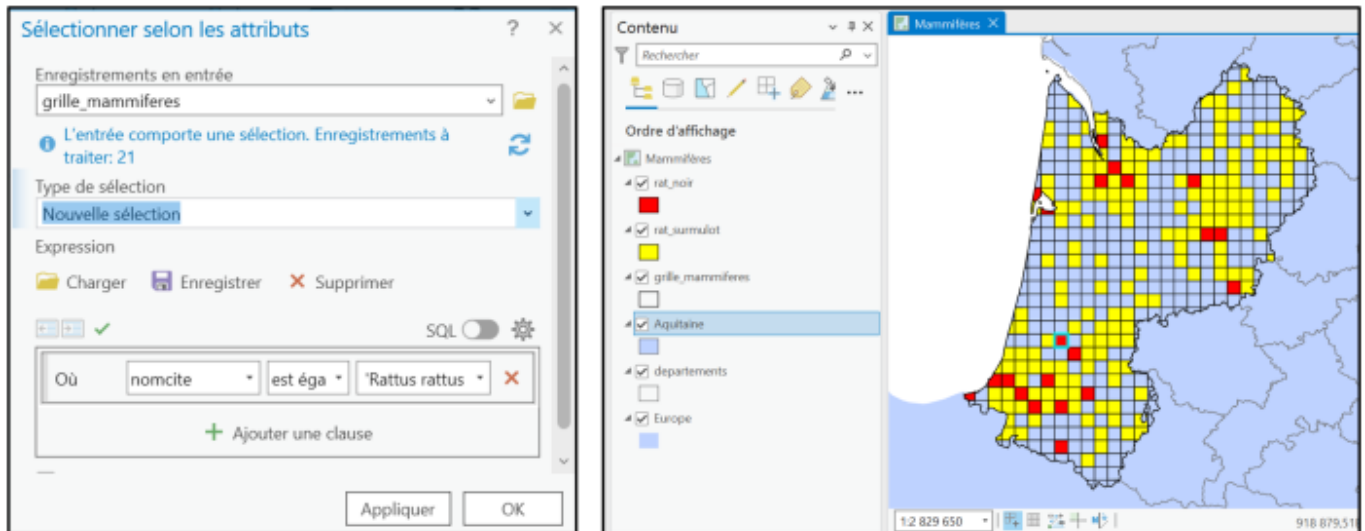 Sélectionner selon les attributs ? ×
Enregistrements en entrée
grille_mammiferes
L'entrée comporte une sélection. Enregistrements à
traiter: 21
Type de sélection
Nouvelle sélection
Expression
Charger Enregistrer × Supprimer
SQL
Où nomcite est éga 'Rattus rattus ×
+ Ajouter une clause
Appliquer OK
Contenu
Rechercher
Ordre d'affichage
Mammifères
rat_noir
rat_surmulot
grille_mammiferes
Aquitaine
departements
Europe
Mammifères ×
1:2 829 650
918 879,51